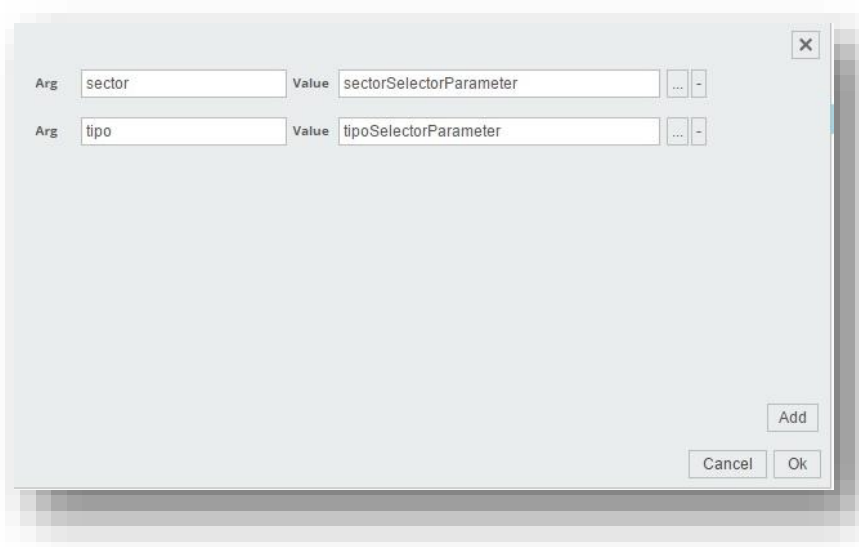 ×
Arg sector Value sectorSelectorParameter ... -
Arg tipo Value tipoSelectorParameter ... -
Add
Cancel Ok